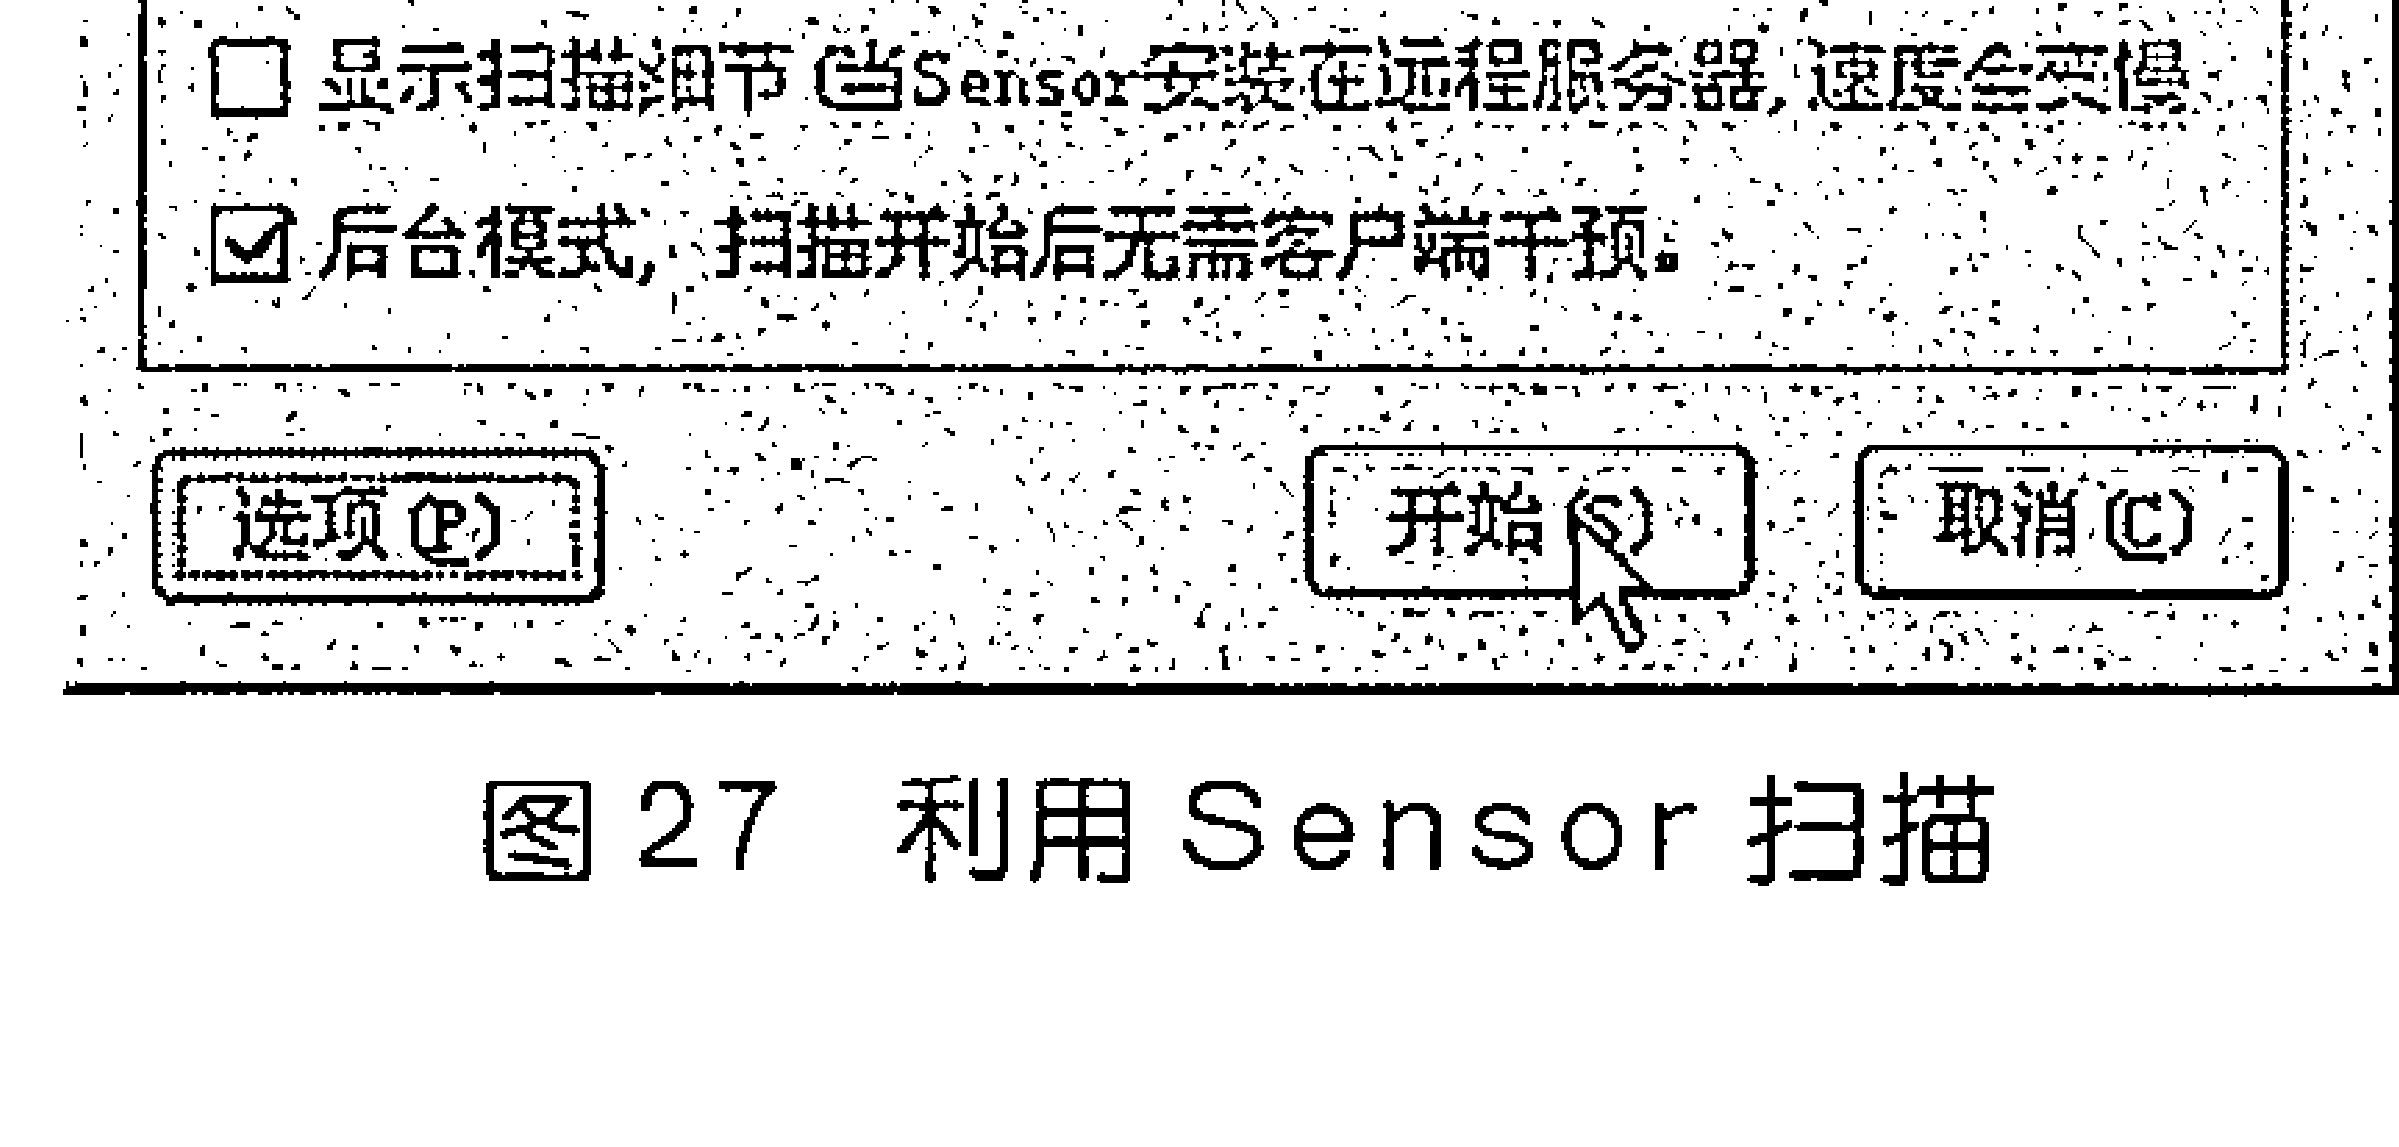 显示扫描细节(当Sensor安装在远程服务器,速度会变慢
后台模式, 扫描开始后无需客户端干预。
选项(P) 开始(S) 取消(C)
图27 利用Sensor扫描